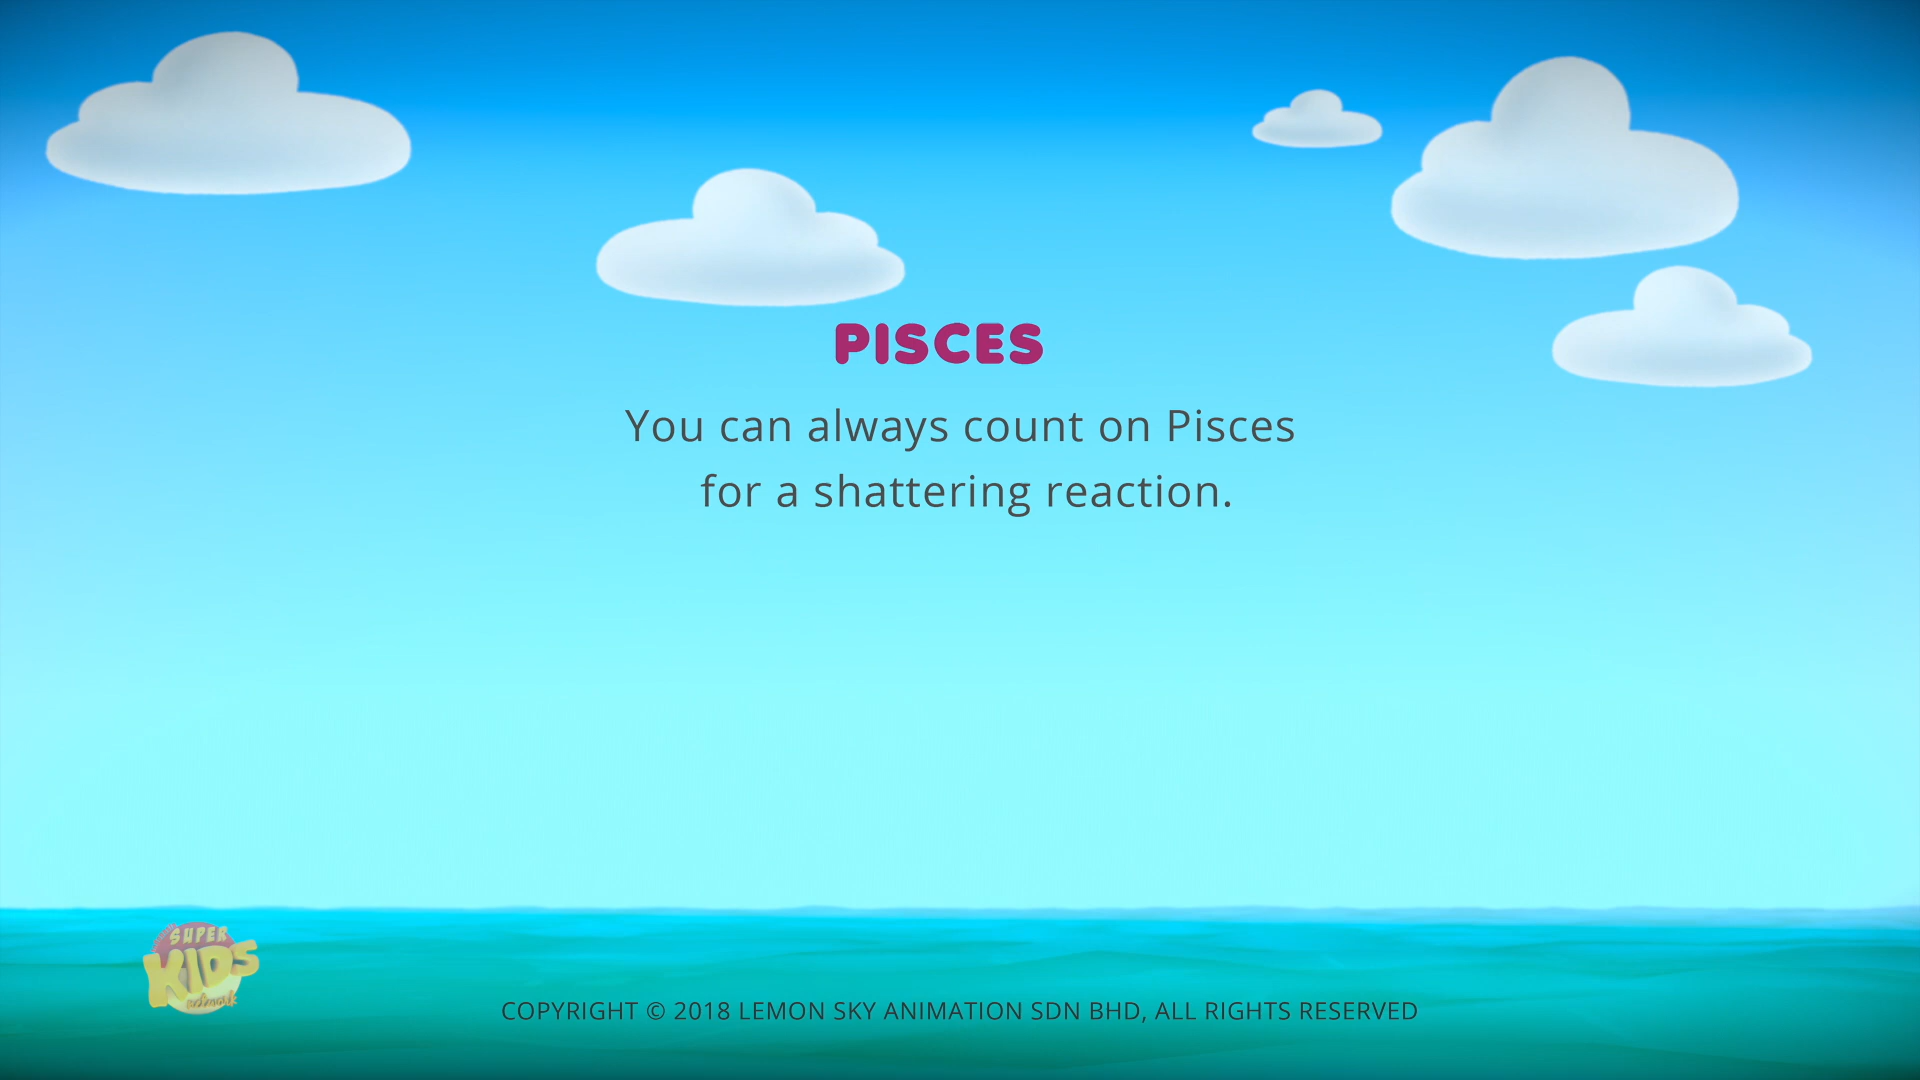 PISCES
You can always count on Pisces
for a shattering reaction.
SUPER
KIDS
network
COPYRIGHT © 2018 LEMON SKY ANIMATION SDN BHD, ALL RIGHTS RESERVED